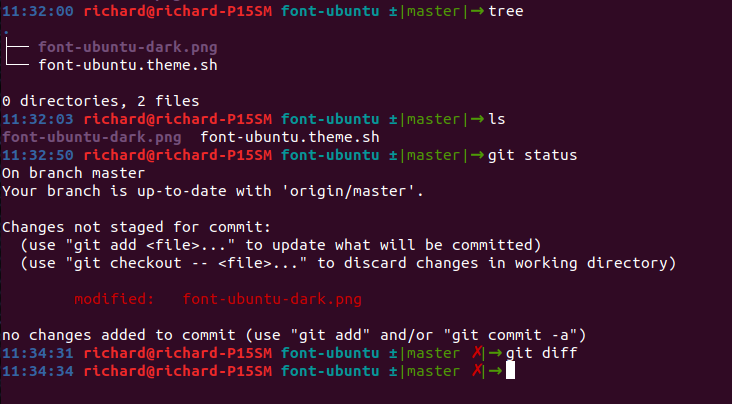 11:32:00 richard@richard-P15SM font-ubuntu ±|master|→tree
.
├── font-ubuntu-dark.png
└── font-ubuntu.theme.sh
0 directories, 2 files
11:32:03 richard@richard-P15SM font-ubuntu ±|master|→ls
font-ubuntu-dark.png  font-ubuntu.theme.sh
11:32:50 richard@richard-P15SM font-ubuntu ±|master|→git status
On branch master
Your branch is up-to-date with 'origin/master'.
Changes not staged for commit:
  (use "git add <file>..." to update what will be committed)
  (use "git checkout -- <file>..." to discard changes in working directory)
        modified:   font-ubuntu-dark.png
no changes added to commit (use "git add" and/or "git commit -a")
11:34:31 richard@richard-P15SM font-ubuntu ±|master ✗|→git diff
11:34:34 richard@richard-P15SM font-ubuntu ±|master ✗|→